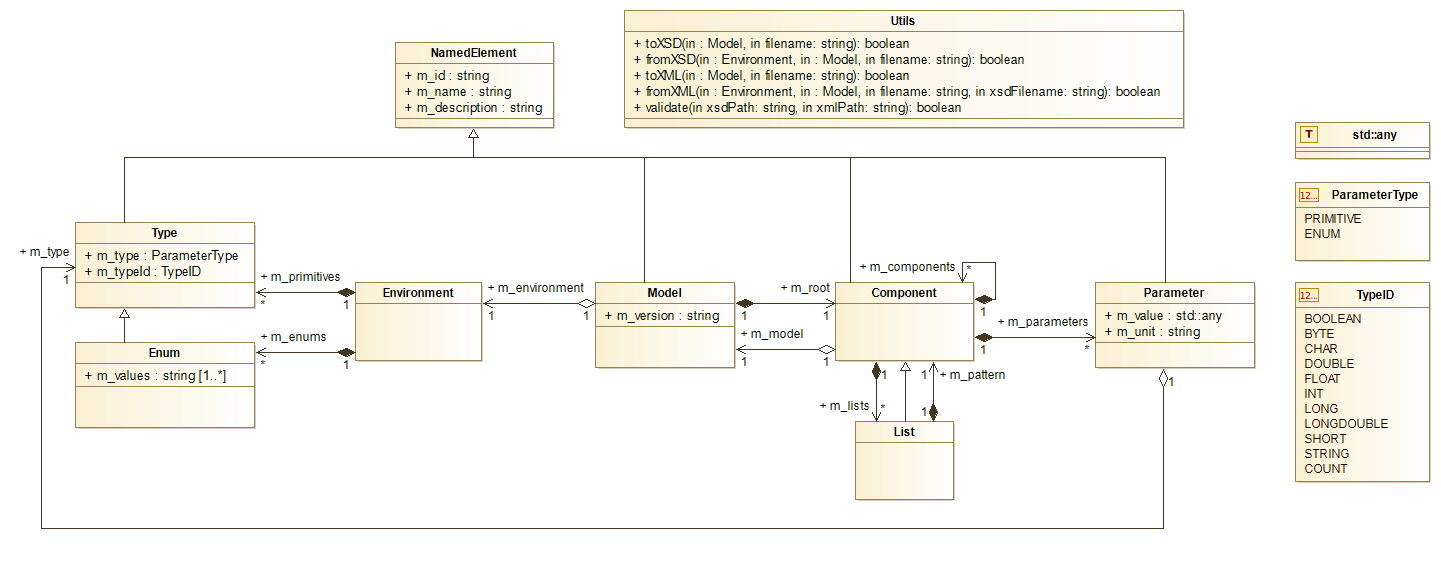 Utils
+ toXSD(in : Model, in filename: string): boolean
+ fromXSD(in : Environment, in : Model, in filename: string): boolean
+ toXML(in : Model, in filename: string): boolean
+ fromXML(in : Environment, in : Model, in filename: string, in xsdFilename: string): boolean
+ validate(in xsdPath: string, in xmlPath: string): boolean
NamedElement
+ m_id : string
+ m_name : string
+ m_description : string
T std::any
12... ParameterType
PRIMITIVE
ENUM
Type
+ m_type : ParameterType
+ m_typeId : TypeID
+ m_type
1
+ m_primitives
*
1
Enum
+ m_values : string [1..*]
+ m_enums
*
1
Environment
+ m_environment
1
1
Model
+ m_version : string
+ m_root
1
1
+ m_model
1
1
Component
+ m_components
*
1
+ m_parameters
1
*
Parameter
+ m_value : std::any
+ m_unit : string
1
1
1
+ m_pattern
+ m_lists
*
1
List
12... TypeID
BOOLEAN
BYTE
CHAR
DOUBLE
FLOAT
INT
LONG
LONGDOUBLE
SHORT
STRING
COUNT